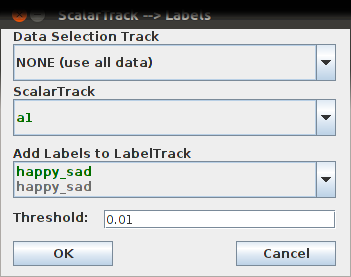 ScalarTrack --> Labels
Data Selection Track
NONE (use all data)
ScalarTrack
a1
Add Labels to LabelTrack
happy_sad
happy_sad
Threshold: 0.01
OK Cancel